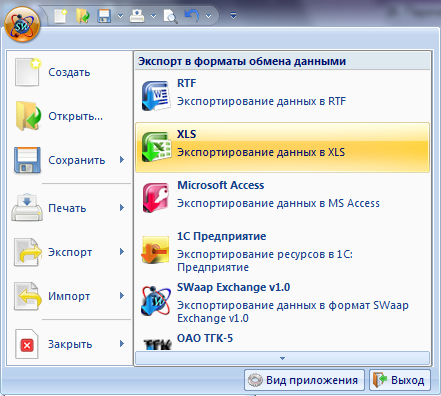 SW
Создать
Открыть...
Сохранить
Печать
Экспорт
Импорт
Закрыть
Экспорт в форматы обмена данными
RTF
Экспортирование данных в RTF
XLS
Экспортирование данных в XLS
Microsoft Access
Экспортирование данных в MS Access
1С Предприятие
Экспортирование ресурсов в 1С:
Предприятие
SWaap Exchange v1.0
Экспортирование данных в формат SWaap
Exchange v1.0
ОАО ТГК-5
ТГК
Вид приложения
Выход